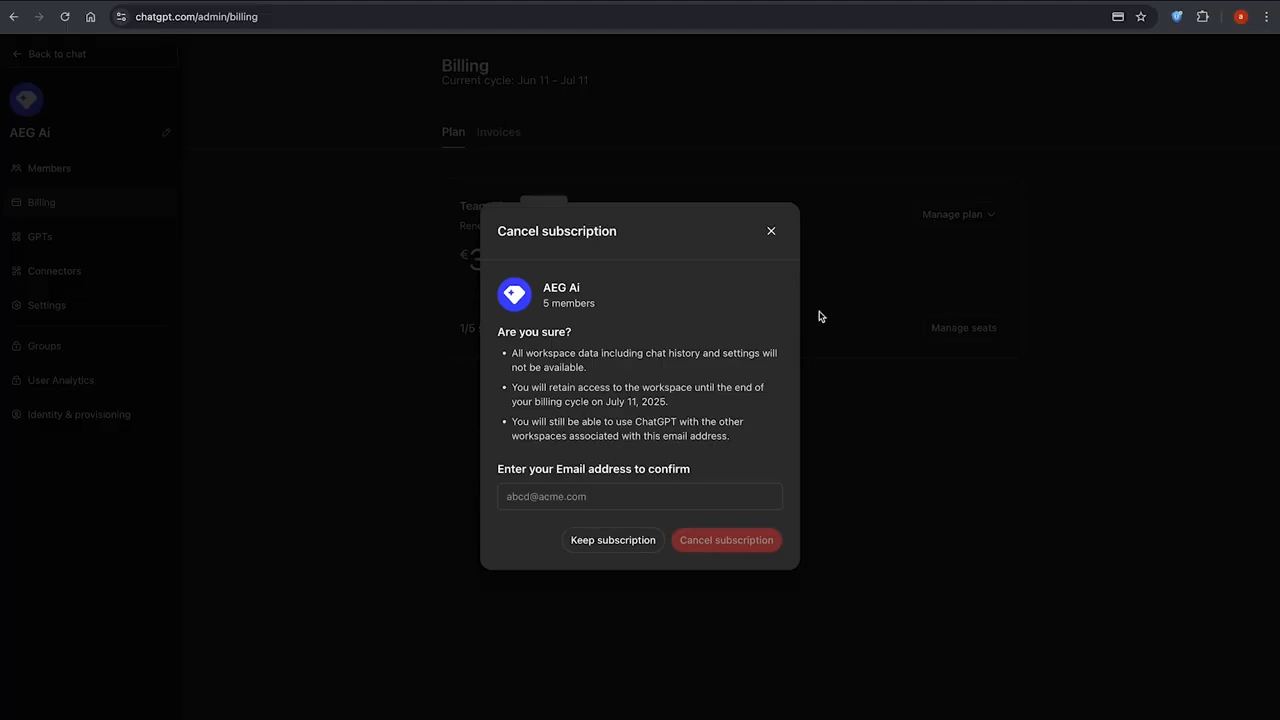 chatgpt.com/admin/billing
a
Back to chat
AEG Ai
Members
Billing
GPTs
Connectors
Settings
Groups
User Analytics
Identity & provisioning
Billing
Current cycle: Jun 11 - Jul 11
Plan Invoices
Manage plan
€
1/5
Manage seats
Cancel subscription
AEG Ai
5 members
Are you sure?
• All workspace data including chat history and settings will
not be available.
• You will retain access to the workspace until the end of
your billing cycle on July 11, 2025.
• You will still be able to use ChatGPT with the other
workspaces associated with this email address.
Enter your Email address to confirm
abcd@acme.com
Keep subscription Cancel subscription